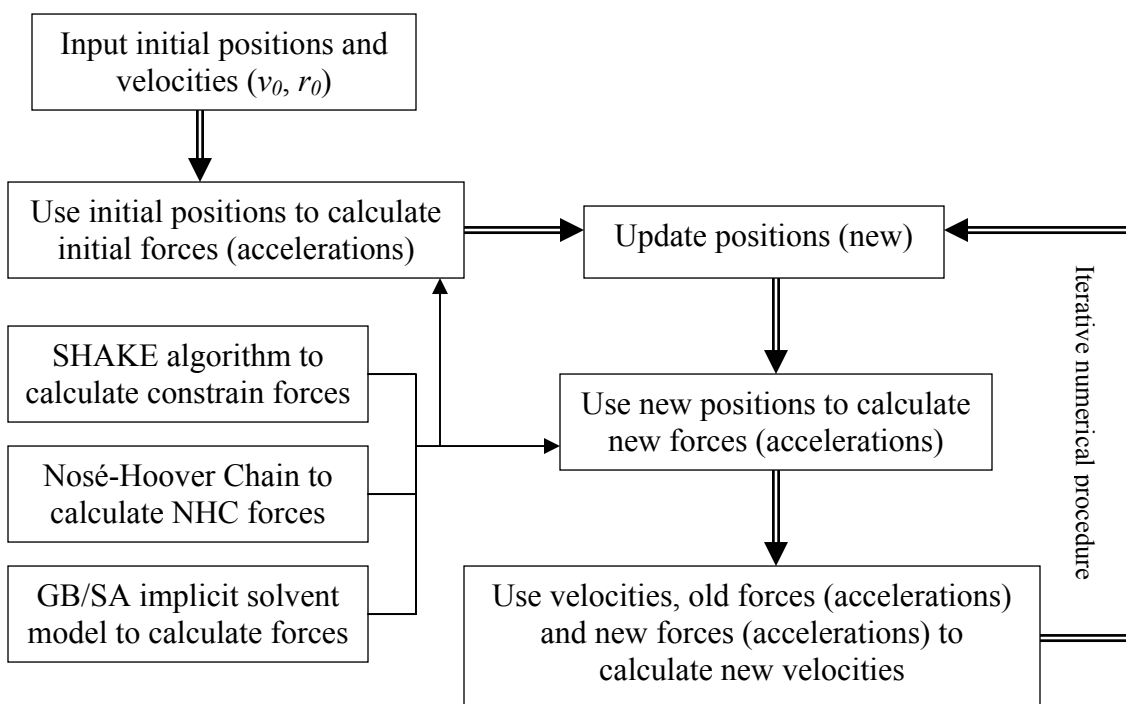 Input initial positions and
velocities (v0, r0)
Use initial positions to calculate
initial forces (accelerations)
Update positions (new)
SHAKE algorithm to
calculate constrain forces
Use new positions to calculate
new forces (accelerations)
Nosé-Hoover Chain to
calculate NHC forces
GB/SA implicit solvent
model to calculate forces
Use velocities, old forces (accelerations)
and new forces (accelerations) to
calculate new velocities
Iterative numerical procedure